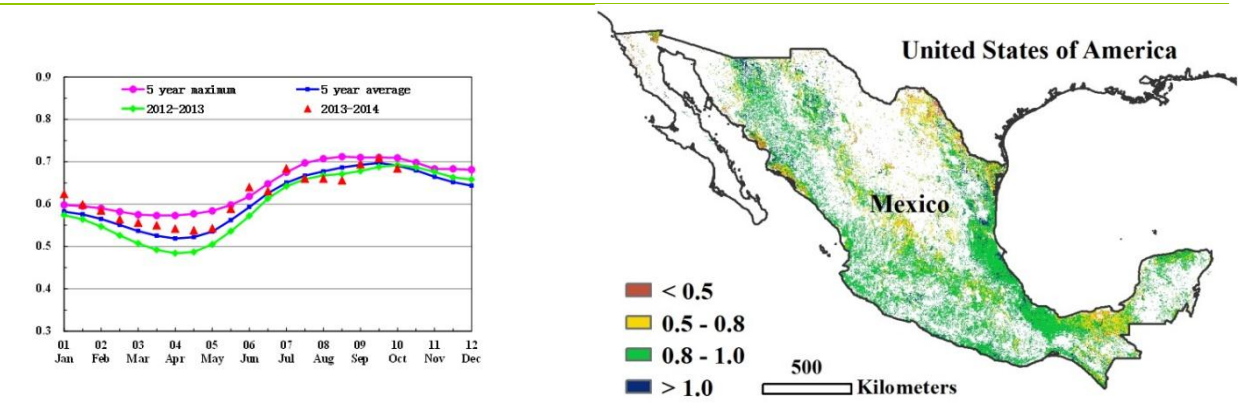 0.9
0.8
0.7
0.6
0.5
0.4
0.3
5 year maximum
5 year average
2012-2013
2013-2014
01 02 03 04 05 06 07 08 09 10 11 12
Jan Feb Mar Apr May Jun Jul Aug Sep Oct Nov Dec
United States of America
Mexico
< 0.5
0.5 - 0.8
0.8 - 1.0
> 1.0
500
Kilometers